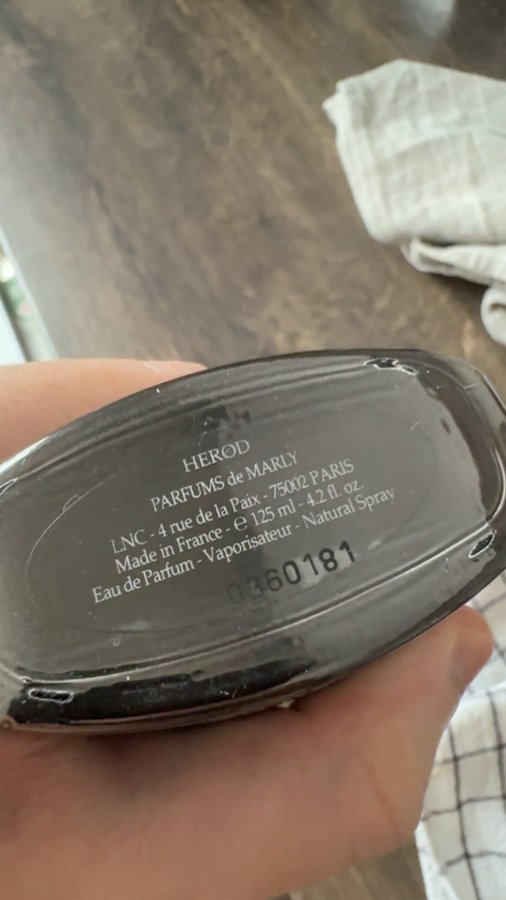 HEROD
PARFUMS de MARLY
LNC - 4 rue de la Paix - 75002 PARIS
Made in France - ℮ 125 ml - 4.2 fl. oz.
Eau de Parfum - Vaporisateur - Natural Spray
0360181